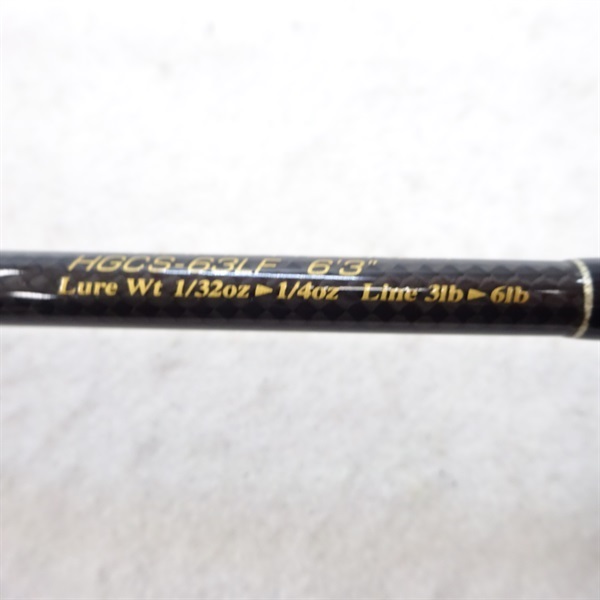 HGCS-63LF 6'3"
Lure Wt 1/32oz►1/4oz Line 3lb►6lb